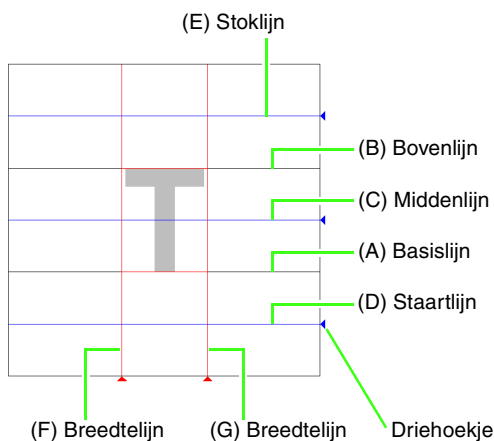 (E) Stoklijn
(B) Bovenlijn
(C) Middenlijn
T
(A) Basislijn
(D) Staartlijn
(F) Breedtelijn (G) Breedtelijn Driehoekje